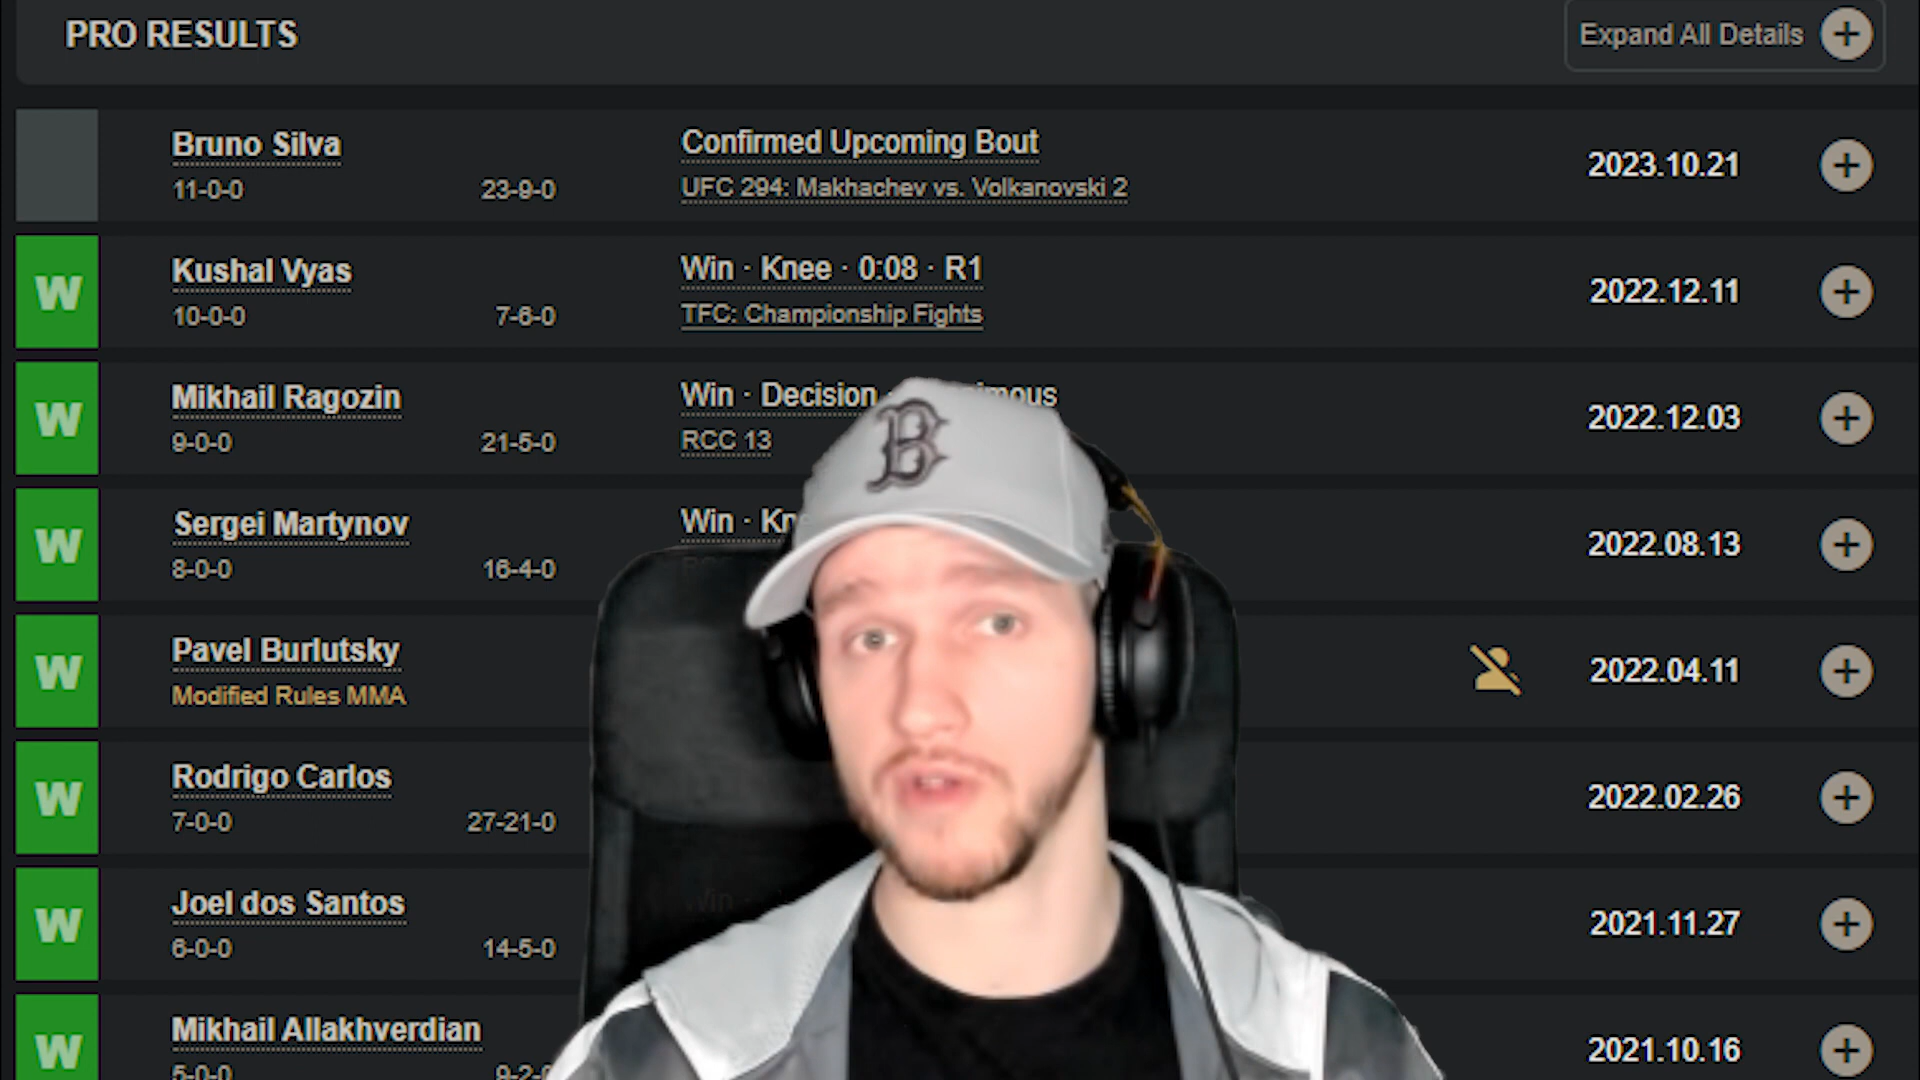 PRO RESULTS
Expand All Details
Bruno Silva
11-0-0
23-9-0
Confirmed Upcoming Bout
UFC 294: Makhachev vs. Volkanovski 2
2023.10.21
W
Kushal Vyas
10-0-0
7-6-0
Win · Knee · 0:08 · R1
TFC: Championship Fights
2022.12.11
W
Mikhail Ragozin
9-0-0
21-5-0
Win · Decision ·
RCC 13
2022.12.03
W
Sergei Martynov
8-0-0
16-4-0
Win ·
2022.08.13
W
Pavel Burlutsky
Modified Rules MMA
2022.04.11
W
Rodrigo Carlos
7-0-0
27-21-0
2022.02.26
W
Joel dos Santos
6-0-0
14-5-0
Win ·
2021.11.27
W
Mikhail Allakhverdian
5-0-0
2021.10.16
B